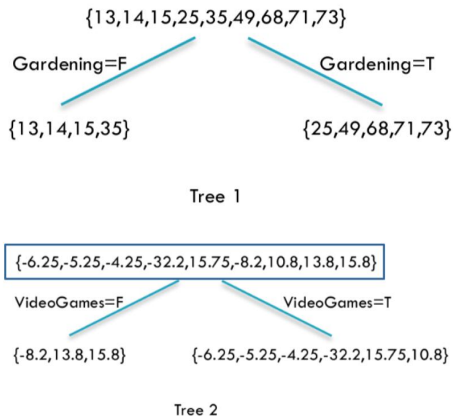 {13,14,15,25,35,49,68,71,73}
Gardening=F Gardening=T
{13,14,15,35} {25,49,68,71,73}
Tree 1
{-6.25,-5.25,-4.25,-32.2,15.75,-8.2,10.8,13.8,15.8}
VideoGames=F VideoGames=T
{-8.2,13.8,15.8} {-6.25,-5.25,-4.25,-32.2,15.75,10.8}
Tree 2